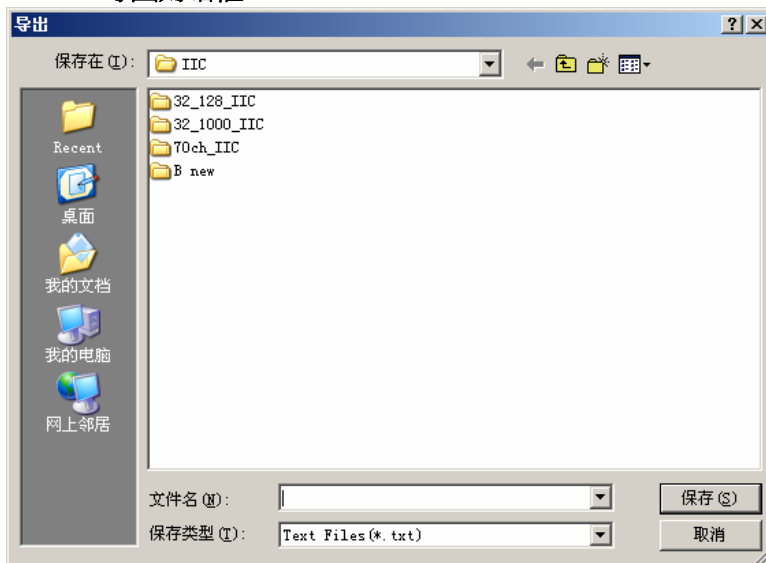 导出
保存在(I):
IIC
32_128_IIC
32_1000_IIC
70ch_IIC
B new
Recent
桌面
我的文档
我的电脑
网上邻居
文件名(N):
保存(S)
保存类型(T):
Text Files(*.txt)
取消